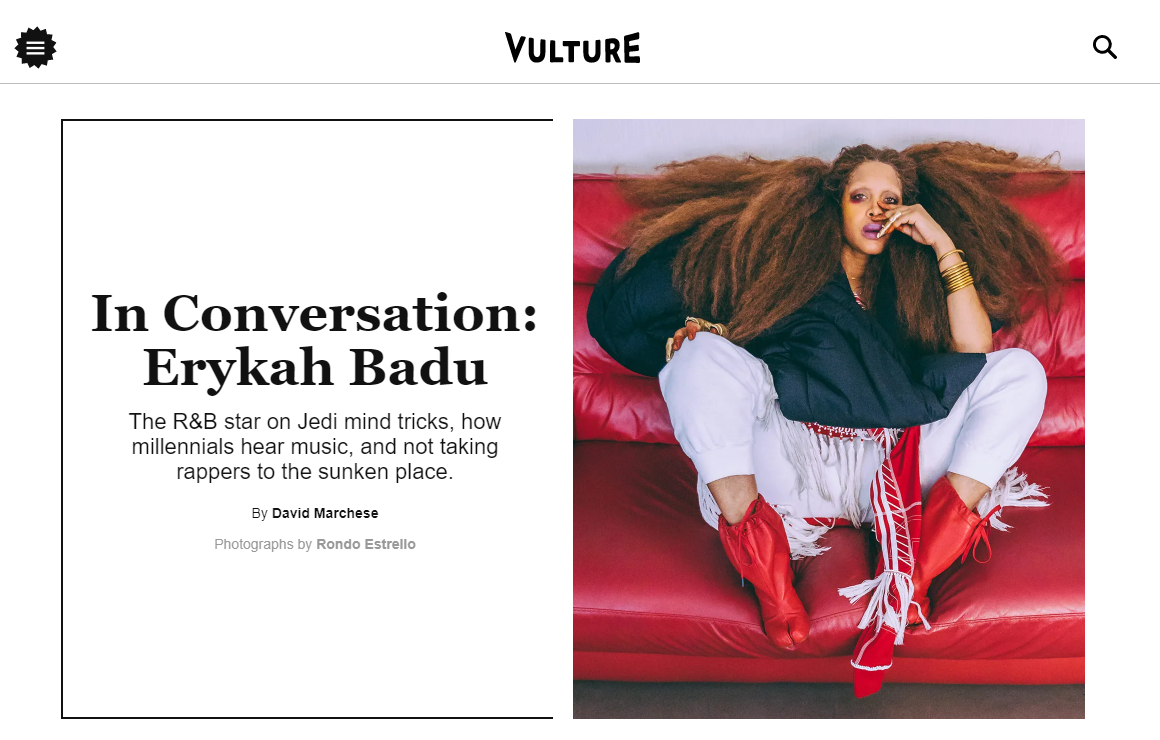 VULTURE
In Conversation:
Erykah Badu
The R&B star on Jedi mind tricks, how
millennials hear music, and not taking
rappers to the sunken place.
By David Marchese
Photographs by Rondo Estrello